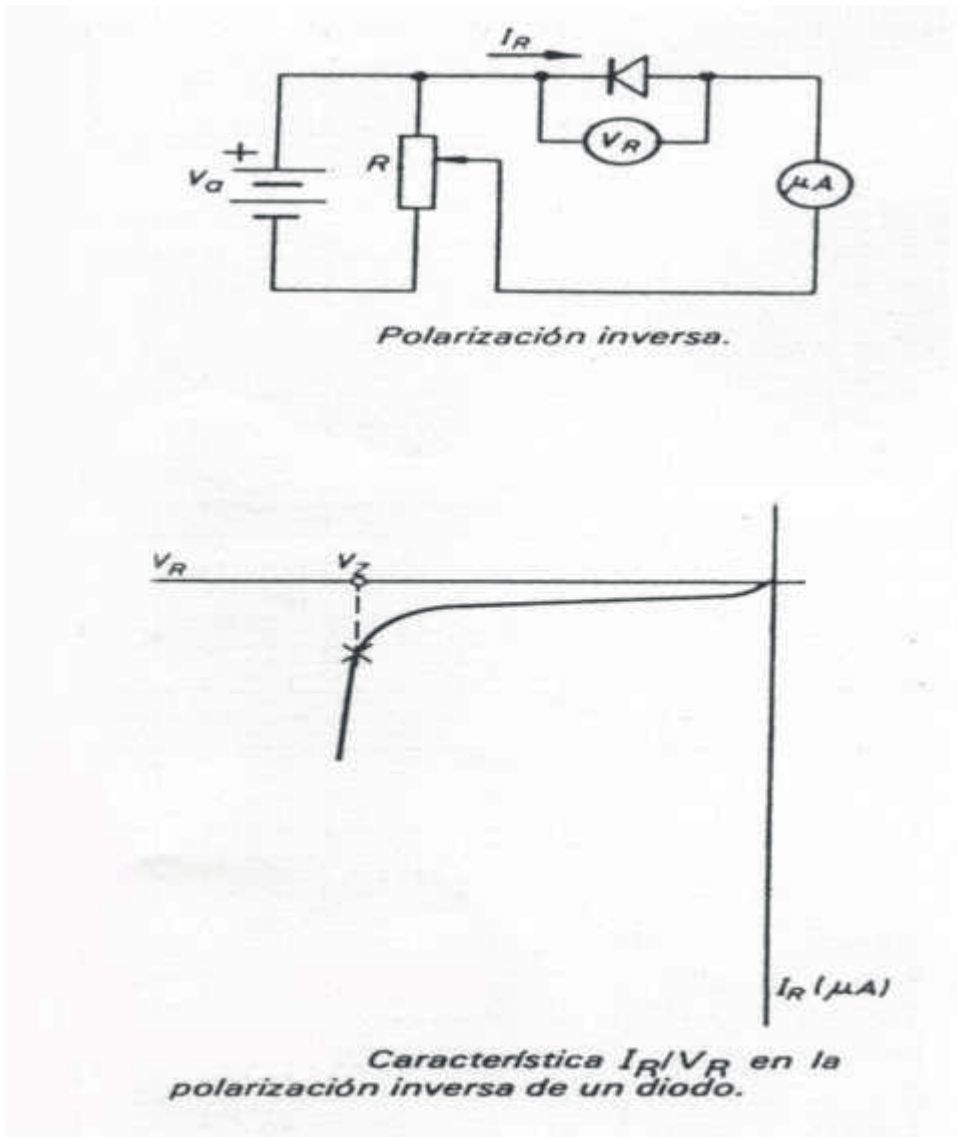 I_R
+
V_a
R
V_R
μA
Polarización inversa.
V_R
V_Z
I_R (μA)
Característica I_R/V_R en la
polarización inversa de un diodo.